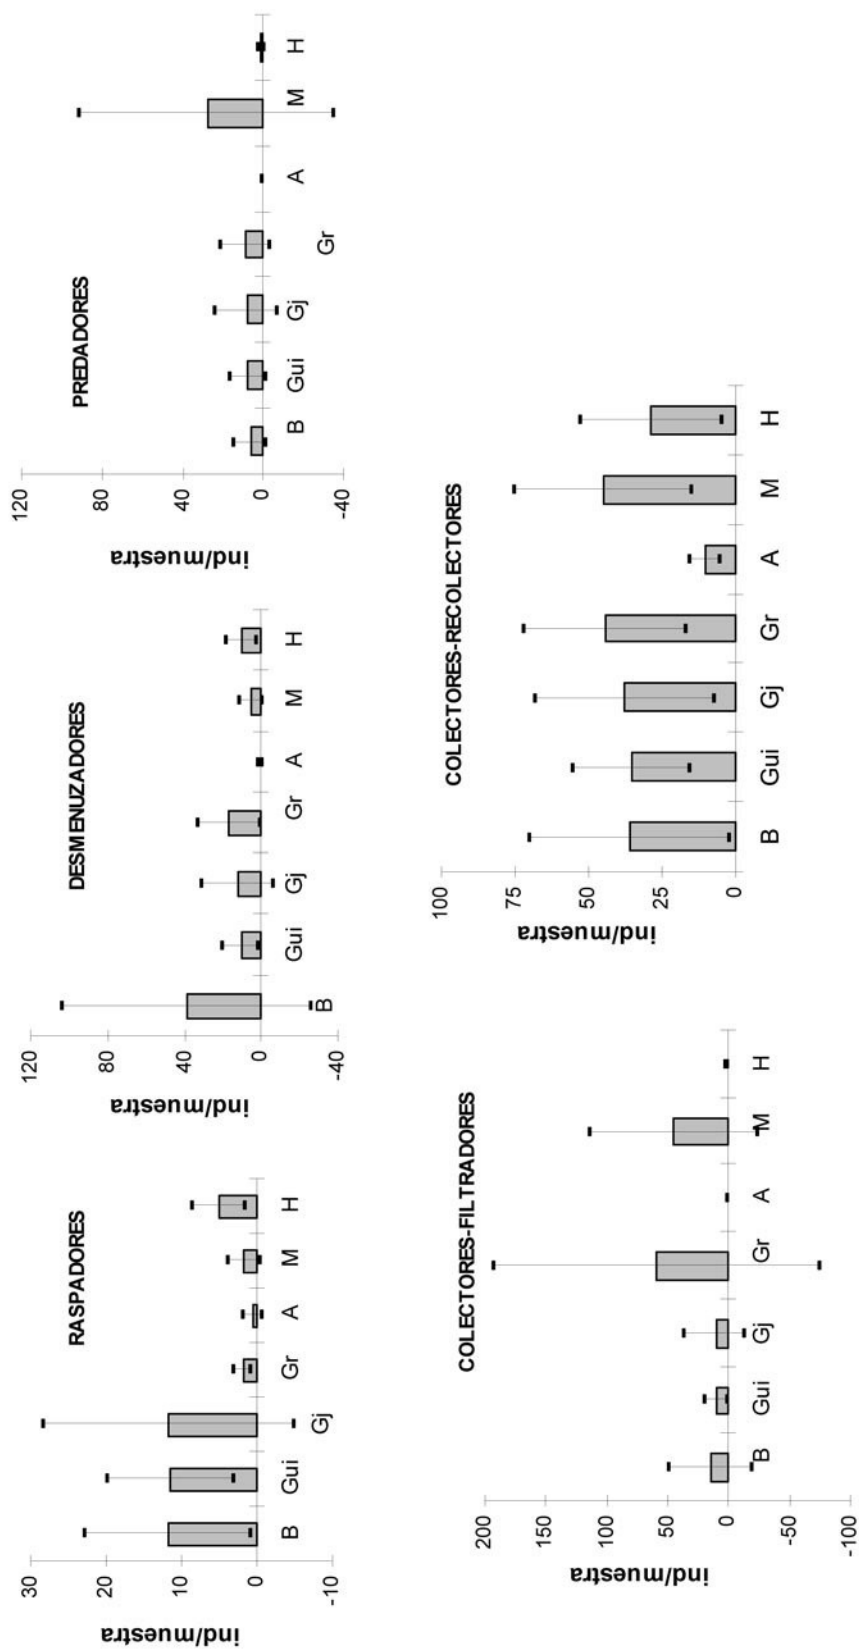 RASPADORES
30
20
10
0
-10
ind/muestra
B Gui Gj Gr A M H
DESMENUZADORES
120
80
40
0
-40
ind/muestra
B Gui Gj Gr A M H
PREDADORES
120
80
40
0
-40
ind/muestra
B Gui Gj Gr A M H
COLECTORES-FILTRADORES
200
150
100
50
0
-50
-100
ind/muestra
B Gui Gj Gr A M H
COLECTORES-RECOLECTORES
100
75
50
25
0
ind/muestra
B Gui Gj Gr A M H